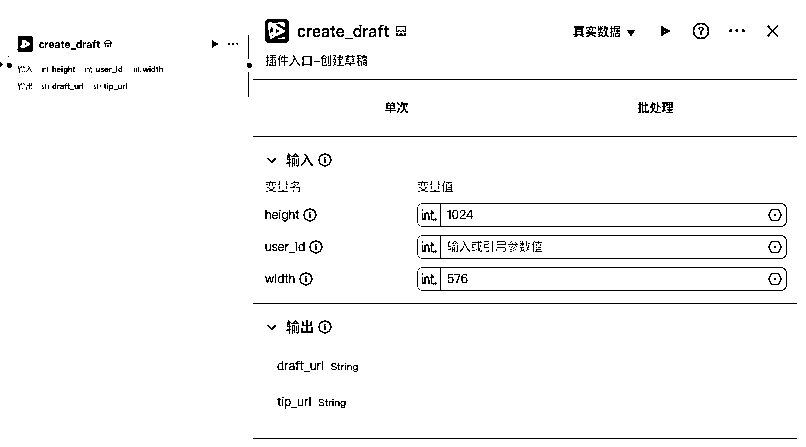 create_draft
输入 int height int user_id int width
输出 str draft_url str tip_url
create_draft
真实数据
插件入口-创建草稿
单次 批处理
输入
变量名 变量值
height int. 1024
user_id int. 输入或引用参数值
width int. 576
输出
draft_url String
tip_url String